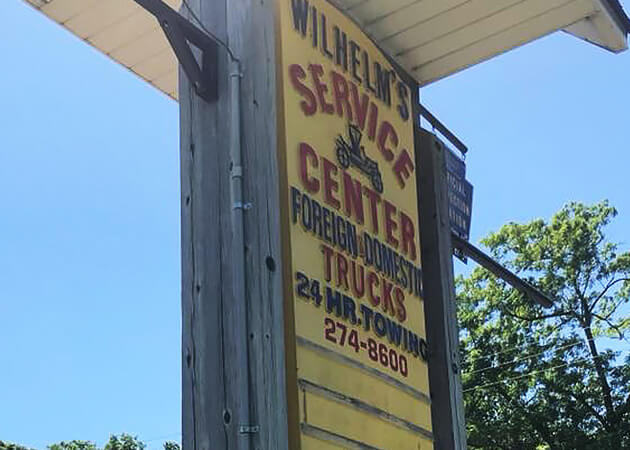 WILHELM'S
SERVICE
CENTER
FOREIGN & DOMESTIC
TRUCKS
24 HR. TOWING
274-8600